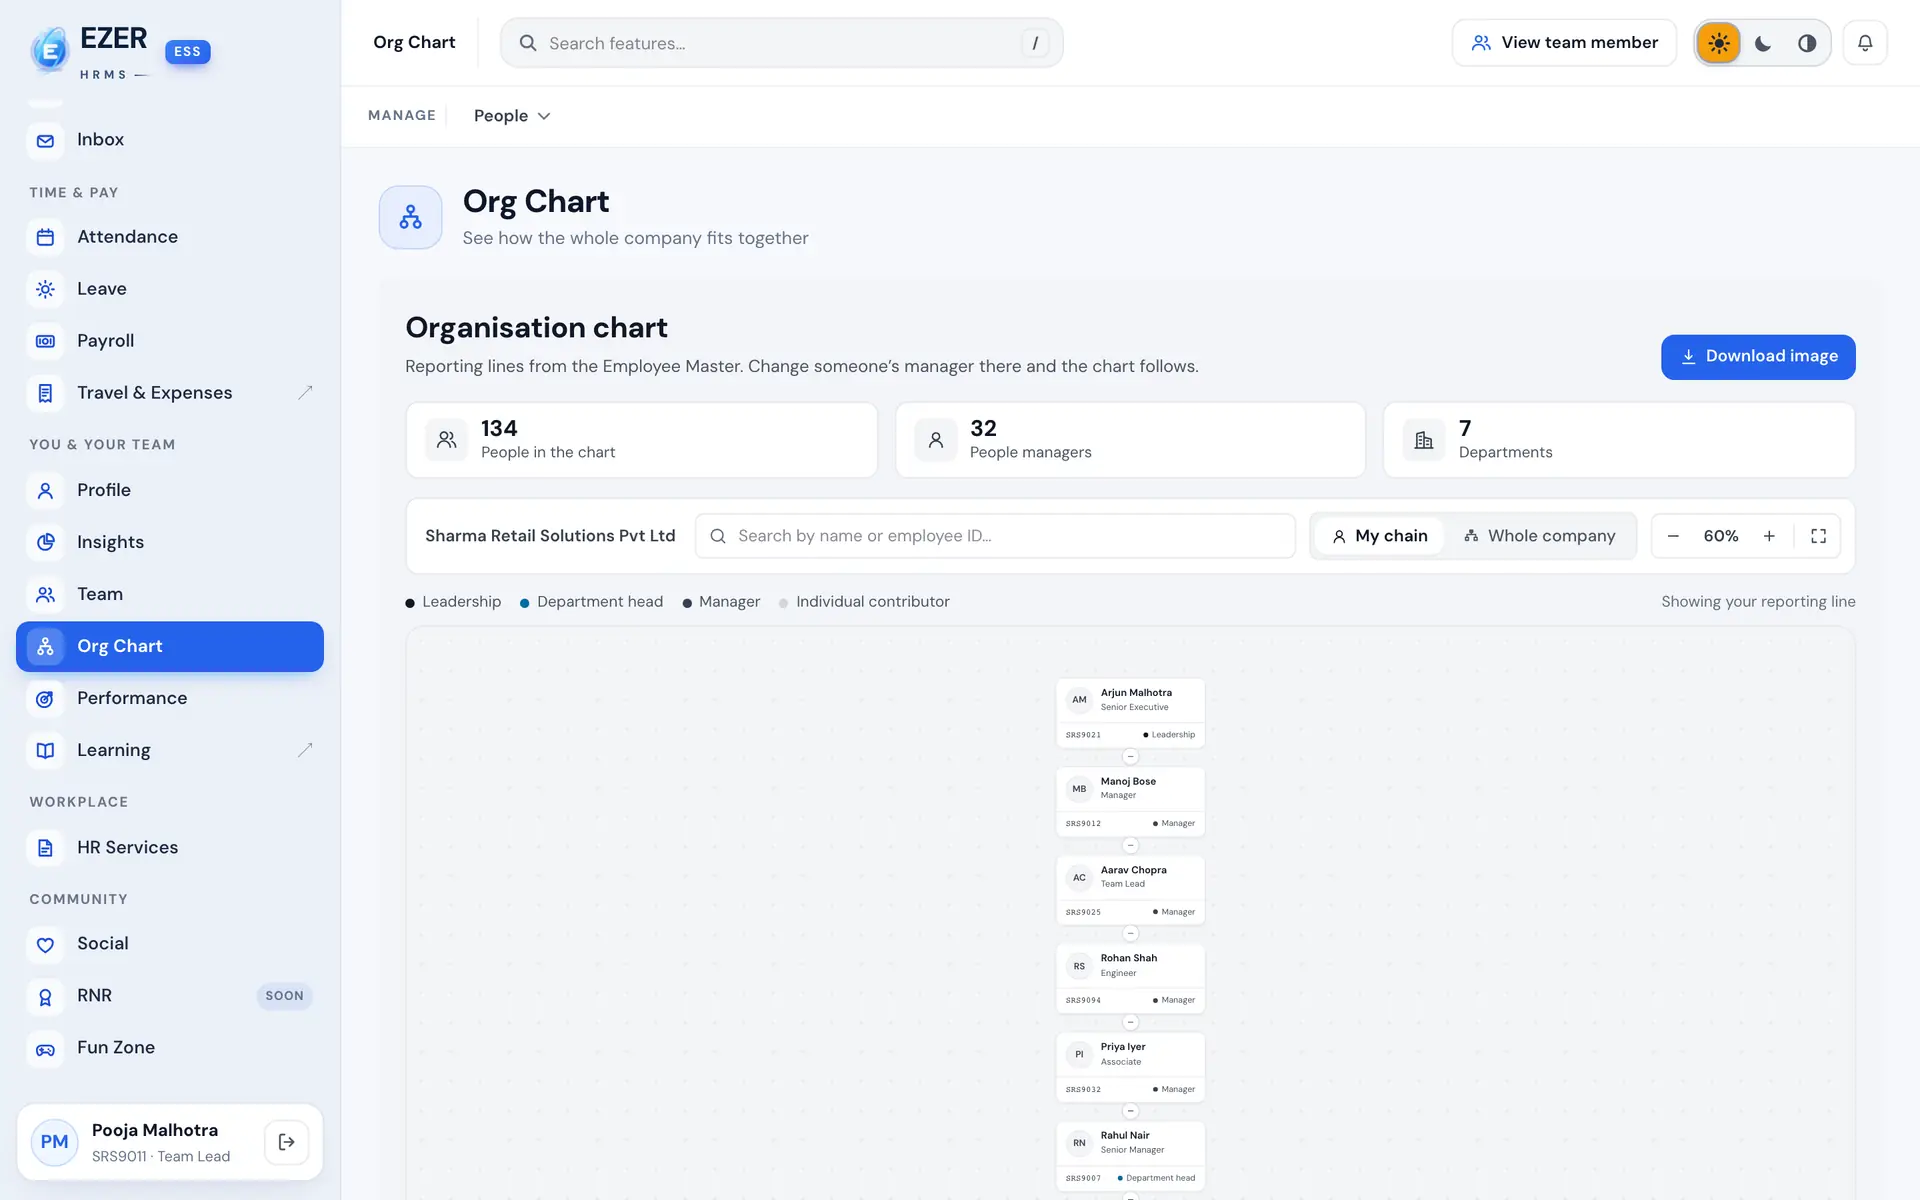 EZER
HRMS
ESS
Inbox
TIME & PAY
Attendance
Leave
Payroll
Travel & Expenses
YOU & YOUR TEAM
Profile
Insights
Team
Org Chart
Performance
Learning
WORKPLACE
HR Services
COMMUNITY
Social
RNR
SOON
Fun Zone
PM
Pooja Malhotra
SRS9011 · Team Lead
Org Chart
Search features...
/
View team member
MANAGE
People
Org Chart
See how the whole company fits together
Organisation chart
Reporting lines from the Employee Master. Change someone’s manager there and the chart follows.
Download image
134
People in the chart
32
People managers
7
Departments
Sharma Retail Solutions Pvt Ltd
Search by name or employee ID...
My chain
Whole company
− 60% +
Leadership
Department head
Manager
Individual contributor
Showing your reporting line
AM
Arjun Malhotra
Senior Executive
SRS9021
Leadership
MB
Manoj Bose
Manager
SRS9012
Manager
AC
Aarav Chopra
Team Lead
SRS9025
Manager
RS
Rohan Shah
Engineer
SRS9094
Manager
PI
Priya Iyer
Associate
SRS9032
Manager
RN
Rahul Nair
Senior Manager
SRS9007
Department head